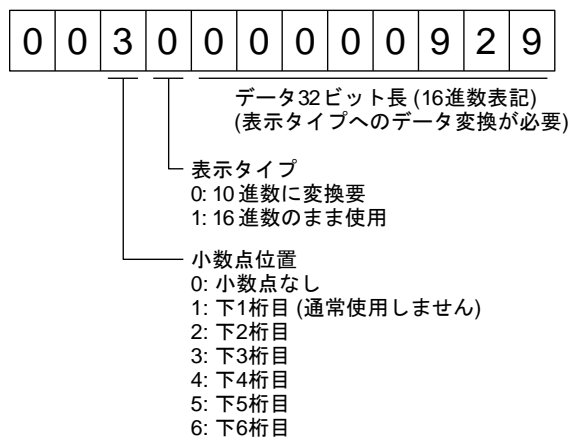 0 0 3 0 0 0 0 0 0 9 2 9
データ32ビット長 (16進数表記)
(表示タイプへのデータ変換が必要)
表示タイプ
0: 10進数に変換要
1: 16進数のまま使用
小数点位置
0: 小数点なし
1: 下1桁目 (通常使用しません)
2: 下2桁目
3: 下3桁目
4: 下4桁目
5: 下5桁目
6: 下6桁目